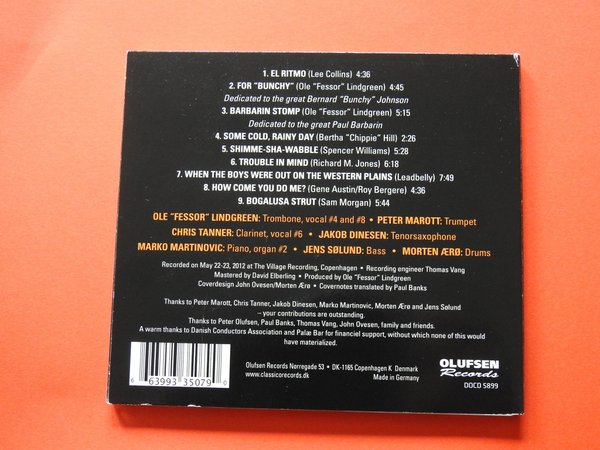 1. EL RITMO (Lee Collins) 4:36
2. FOR "BUNCHY" (Ole "Fessor" Lindgreen) 4:45
Dedicated to the great Bernard "Bunchy" Johnson
3. BARBARIN STOMP (Ole "Fessor" Lindgreen) 5:15
Dedicated to the great Paul Barbarin
4. SOME COLD, RAINY DAY (Bertha "Chippie" Hill) 2:26
5. SHIMME-SHA-WABBLE (Spencer Williams) 5:28
6. TROUBLE IN MIND (Richard M. Jones) 6:18
7. WHEN THE BOYS WERE OUT ON THE WESTERN PLAINS (Leadbelly) 7:49
8. HOW COME YOU DO ME? (Gene Austin/Roy Bergere) 4:36
9. BOGALUSA STRUT (Sam Morgan) 5:44
OLE "FESSOR" LINDGREEN: Trombone, vocal #4 and #8 • PETER MAROTT: Trumpet
CHRIS TANNER: Clarinet, vocal #6 • JAKOB DINESEN: Tenorsaxophone
MARKO MARTINOVIC: Piano, organ #2 • JENS SØLUND: Bass • MORTEN ÆRØ: Drums
Recorded on May 22-23, 2012 at The Village Recording, Copenhagen • Recording engineer Thomas Vang
Mastered by David Elberling • Produced by Ole "Fessor" Lindgreen
Coverdesign John Ovesen/Morten Ærø • Covernotes translated by Paul Banks
Thanks to Peter Marott, Chris Tanner, Jakob Dinesen, Marko Martinovic, Morten Ærø and Jens Sølund
– your contributions are outstanding.
Thanks to Peter Olufsen, Paul Banks, Thomas Vang, John Ovesen, family and friends.
A warm thanks to Danish Conductors Association and Palæ Bar for financiel support, without which none of this would
have materialized.
6 63993 35079 0
Olufsen Records Nørregade 53 • DK-1165 Copenhagen K Denmark
www.classicorecords.dk Made in Germany
OLUFSEN
Records
DOCD 5899